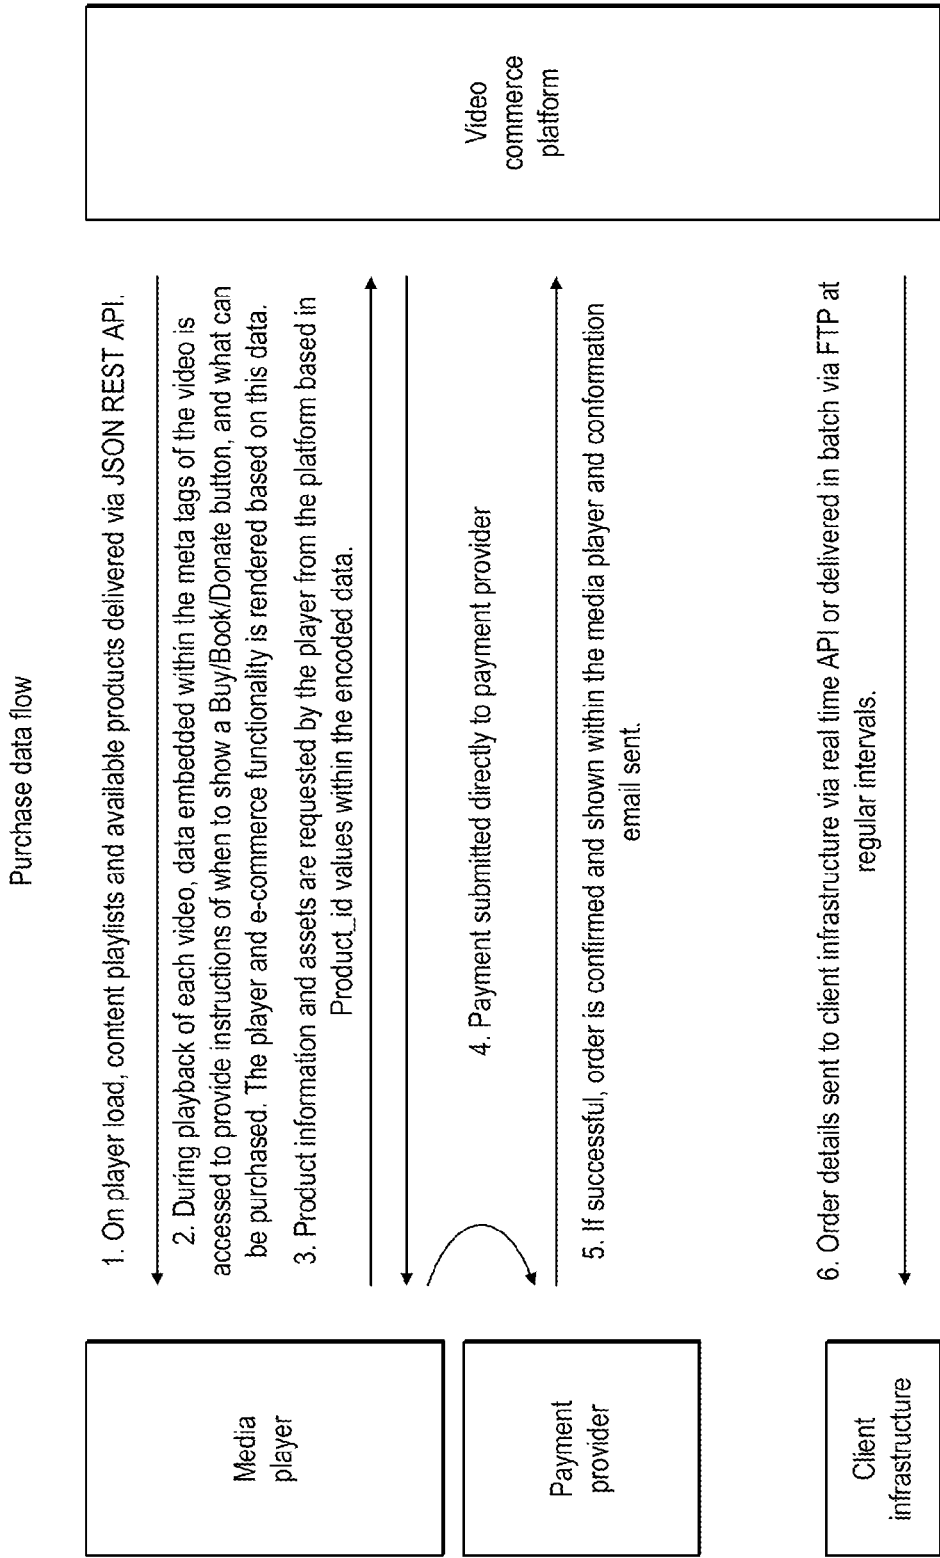 Purchase data flow
Media
player
Payment
provider
Client
infrastructure
1. On player load, content playlists and available products delivered via JSON REST API.
2. During playback of each video, data embedded within the meta tags of the video is
accessed to provide instructions of when to show a Buy/Book/Donate button, and what can
be purchased. The player and e-commerce functionality is rendered based on this data.
3. Product information and assets are requested by the player from the platform based in
Product_id values within the encoded data.
4. Payment submitted directly to payment provider
5. If successful, order is confirmed and shown within the media player and conformation
email sent.
6. Order details sent to client infrastructure via real time API or delivered in batch via FTP at
regular intervals.
Video
commerce
platform